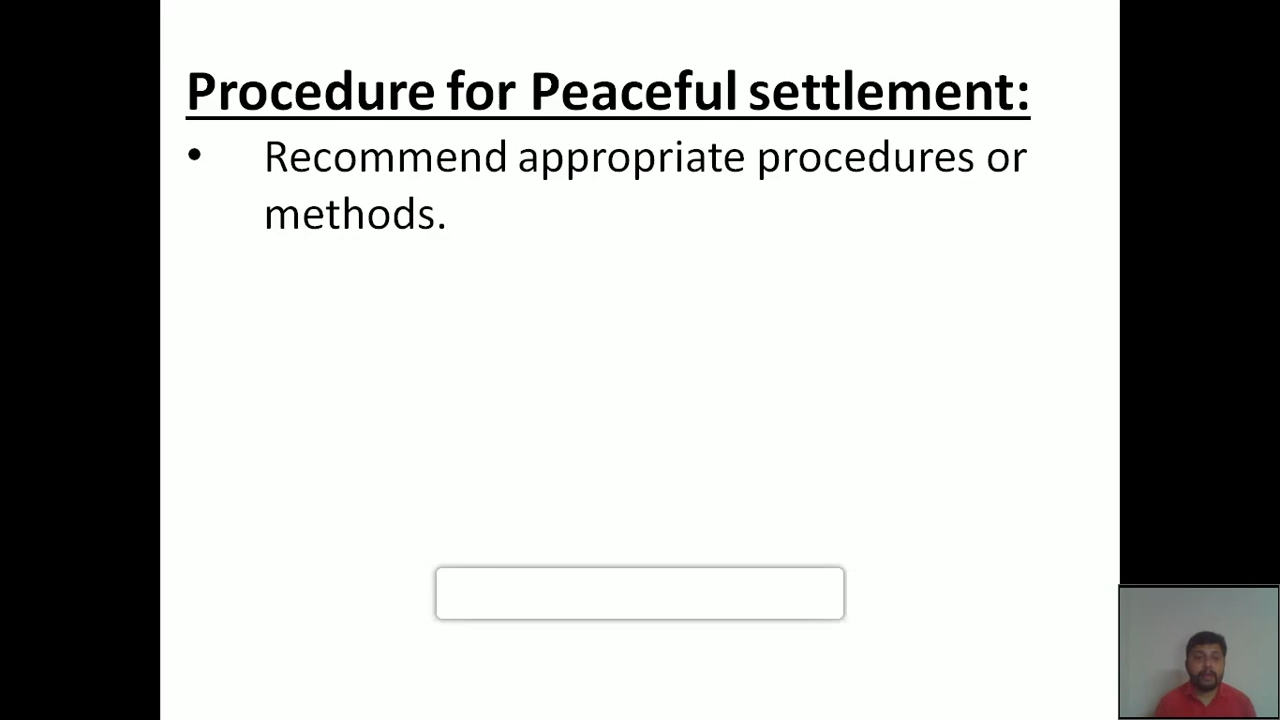 Procedure for Peaceful settlement:
• Recommend appropriate procedures or
methods.